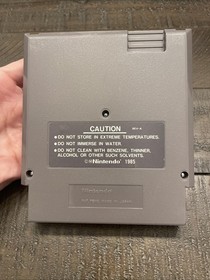 CAUTION
REV-A
● DO NOT STORE IN EXTREME TEMPERATURES.
● DO NOT IMMERSE IN WATER.
● DO NOT CLEAN WITH BENZENE, THINNER,
ALCOHOL OR OTHER SUCH SOLVENTS.
©Nintendo 1985